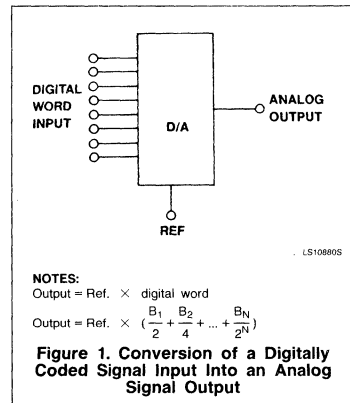 DIGITAL
WORD
INPUT
D/A
ANALOG
OUTPUT
REF
LS10880S
NOTES:
Output = Ref. × digital word
Output = Ref. × (B₁/2 + B₂/4 + ... + B_N/2^N)
Figure 1. Conversion of a Digitally
Coded Signal Input Into an Analog
Signal Output